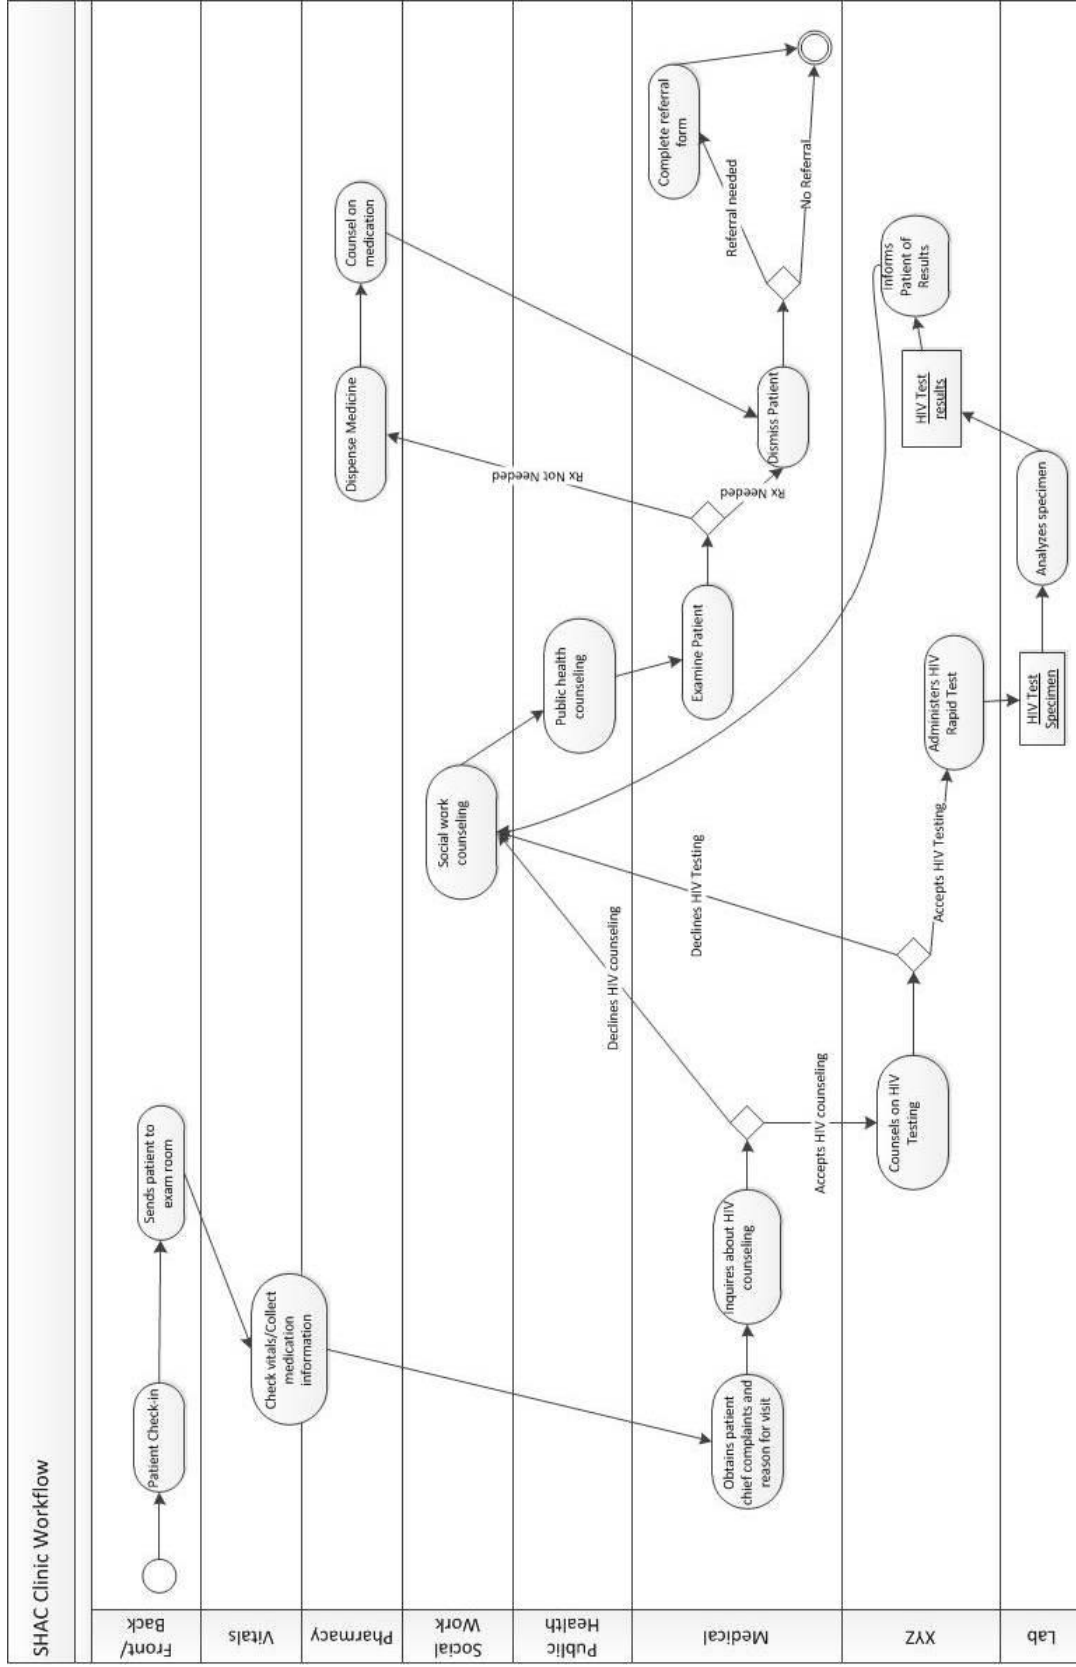 SHAC Clinic Workflow
Front/
Back
Patient Check-in
Sends patient to
exam room
Vitals
Check vitals/Collect
medication
information
Pharmacy
Dispense Medicine
Counsel on
medication
Social
Work
Social work
counseling
Public
Health
Public health
counseling
Rx Not Needed
Declines HIV counseling
Medical
Obtains patient
chief complaints and
reason for visit
Inquires about HIV
counseling
Declines HIV Testing
Examine Patient
Rx Needed
Dismiss Patient
Referral needed
No Referral
Complete referral
form
Accepts HIV counseling
XYZ
Counsels on HIV
Testing
Accepts HIV Testing
Administers HIV
Rapid Test
HIV Test
results
Informs
Patient of
Results
Lab
HIV Test
Specimen
Analyzes specimen